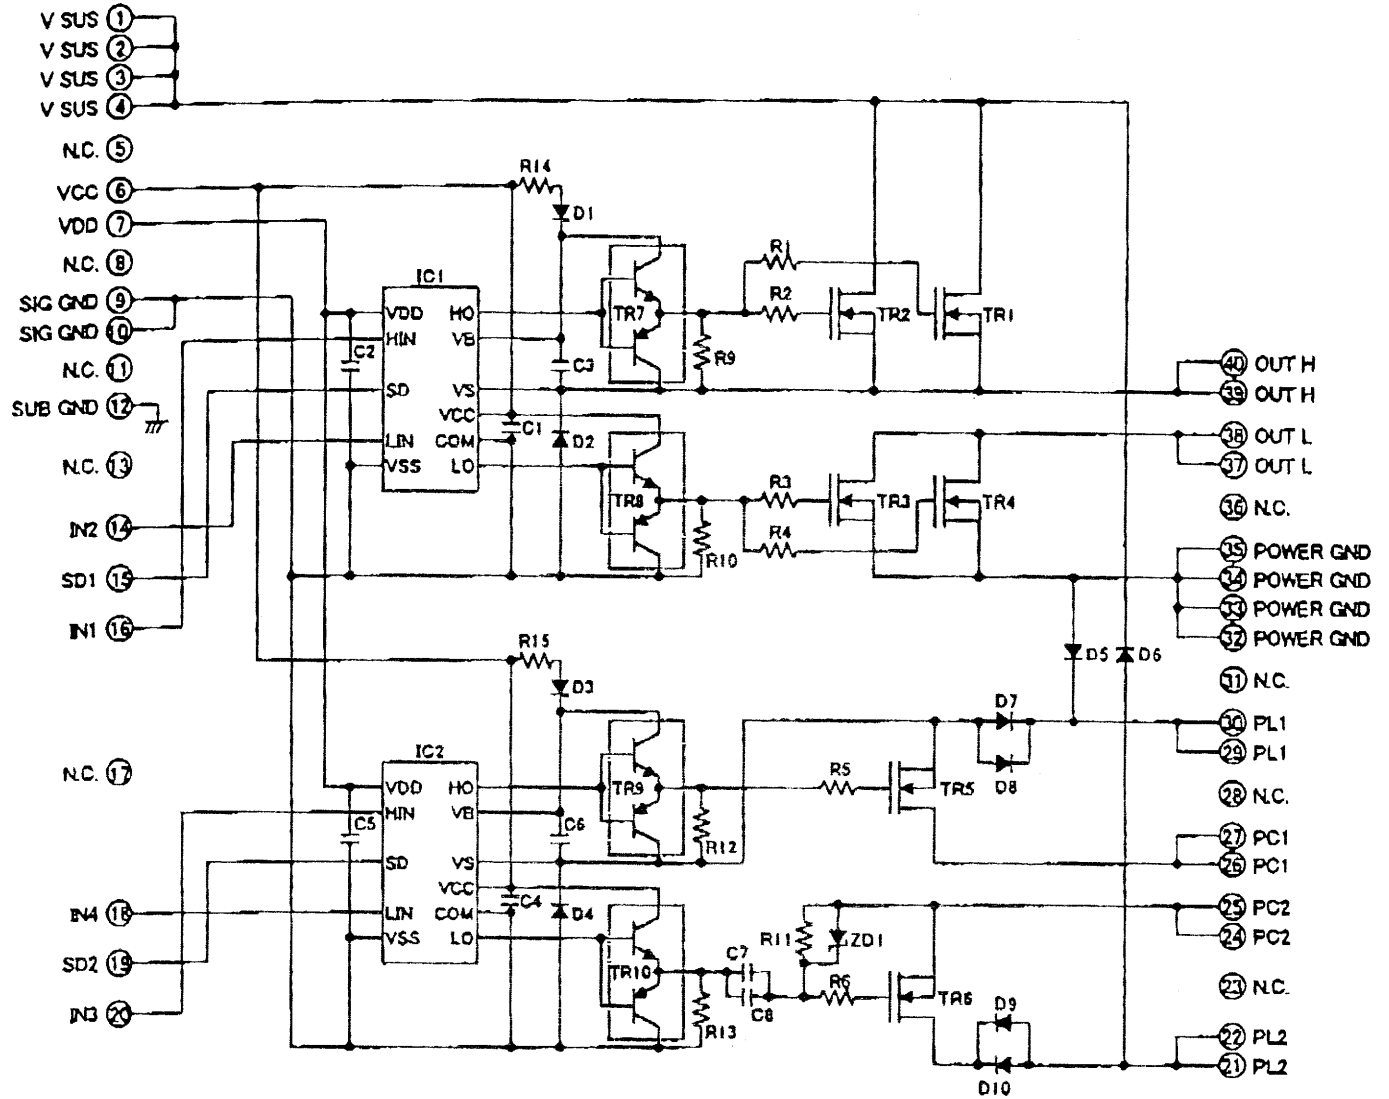 V SUS 1
V SUS 2
V SUS 3
V SUS 4
N.C. 5
VCC 6
VDD 7
N.C. 8
SIG GND 9
SIG GND 10
N.C. 11
SUB GND 12
N.C. 13
IN2 14
SD1 15
IN1 16
N.C. 17
IN4 18
SD2 19
IN3 20
R14
D1
IC1
VDD
HIN
SD
LIN
VSS
HO
VB
VS
VCC
COM
LO
C2
C3
C1
D2
TR7
R9
R1
R2
TR2
TR1
TR8
R10
R3
R4
TR3
TR4
R15
D3
IC2
VDD
HIN
SD
LIN
VSS
HO
VB
VS
VCC
COM
LO
C5
C6
C4
D4
TR9
R12
R5
TR5
D7
D8
D5
D6
TR10
R13
C7
C8
R11
ZD1
R6
TR6
D9
D10
40 OUT H
39 OUT H
38 OUT L
37 OUT L
36 N.C.
35 POWER GND
34 POWER GND
33 POWER GND
32 POWER GND
31 N.C.
30 PL1
29 PL1
28 N.C.
27 PC1
26 PC1
25 PC2
24 PC2
23 N.C.
22 PL2
21 PL2